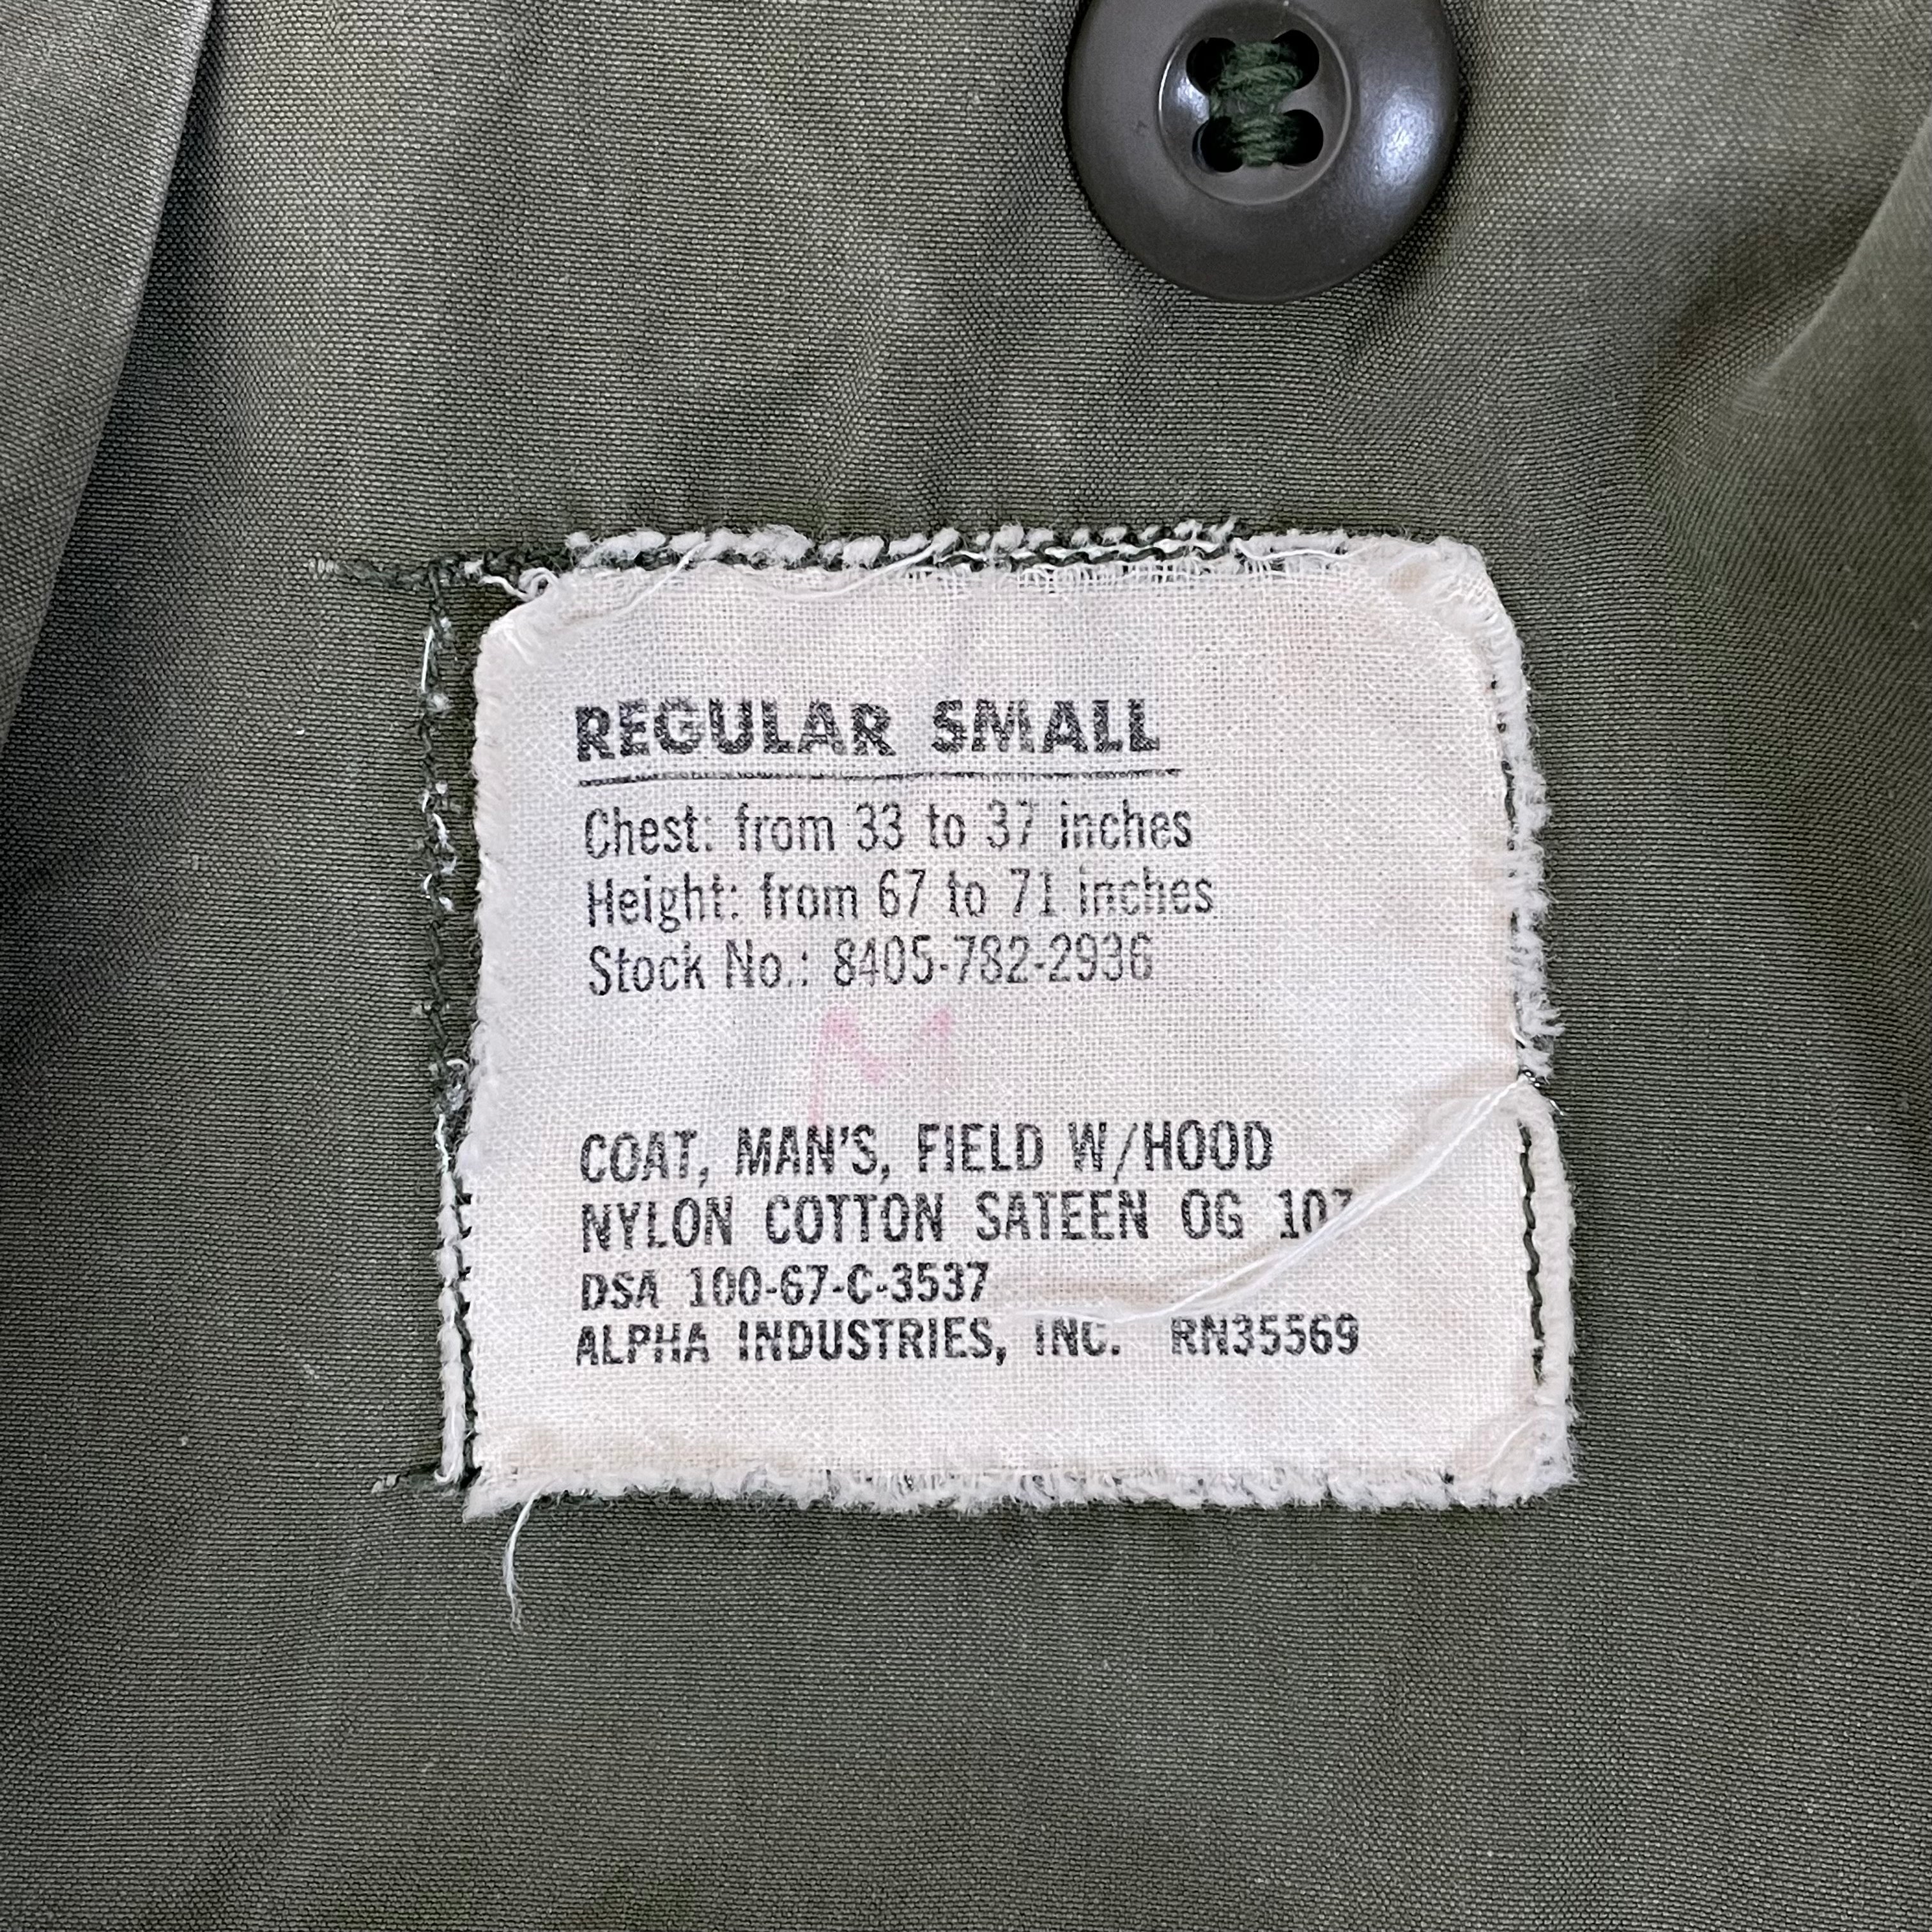 REGULAR SMALL
Chest: from 33 to 37 inches
Height: from 67 to 71 inches
Stock No.: 8405-782-2936
M
COAT, MAN'S, FIELD W/HOOD
NYLON COTTON SATEEN OG 107
DSA 100-67-C-3537
ALPHA INDUSTRIES, INC. RN35569